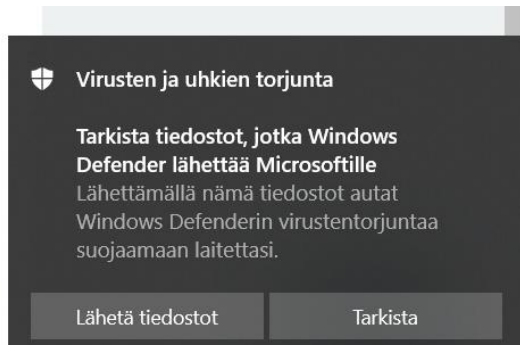 Virusten ja uhkien torjunta
Tarkista tiedostot, jotka Windows
Defender lähettää Microsoftille
Lähettämällä nämä tiedostot autat
Windows Defenderin virustentorjuntaa
suojaamaan laitettasi.
Lähetä tiedostot
Tarkista